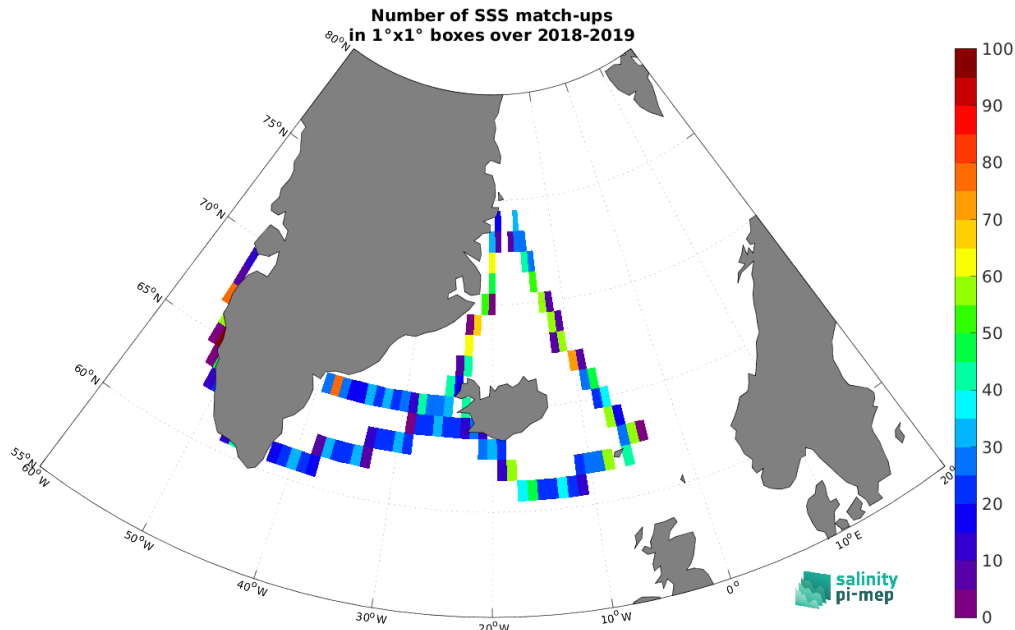 Number of SSS match-ups
in 1°x1° boxes over 2018-2019
80°N
75°N
70°N
65°N
60°N
55°N
60°W
50°W
40°W
30°W
20°W
10°W
0°
10°E
20°
100
90
80
70
60
50
40
30
20
10
0
salinity
pi-mep